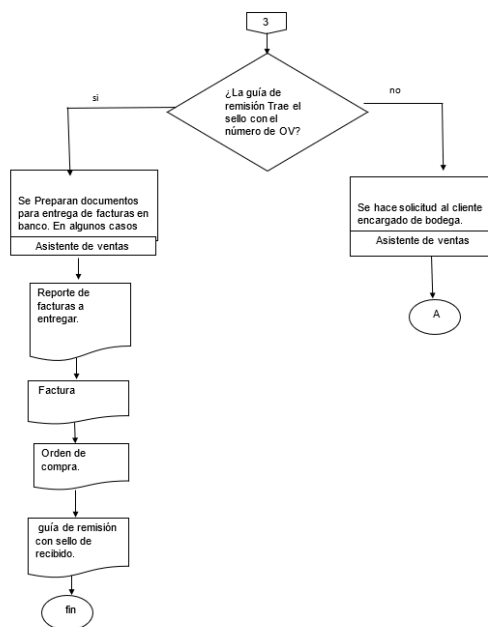 3
¿La guía de
remisión Trae el
sello con el
número de OV?
si
no
Se Preparan documentos
para entrega de facturas en
banco. En algunos casos
Asistente de ventas
Se hace solicitud al cliente
encargado de bodega.
Asistente de ventas
Reporte de
facturas a
entregar.
A
Factura
Orden de
compra.
guía de remisión
con sello de
recibido.
fin